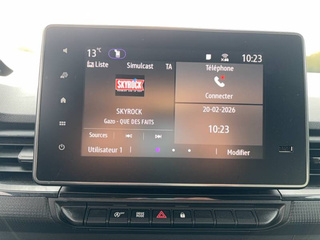 13°C
10:23
Liste Simulcast TA
Téléphone
SKYROCK
Connecter
SKYROCK
Gazo - QUE DES FAITS
20-02-2026
10:23
Sources
Utilisateur 1
Modifier